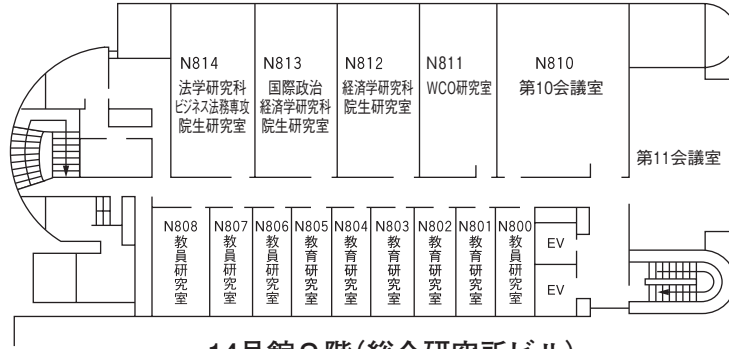 N814
法学研究科
ビジネス法務専攻
院生研究室
N813
国際政治
経済学研究科
院生研究室
N812
経済学研究科
院生研究室
N811
WCO研究室
N810
第10会議室
第11会議室
N808
教員研究室
N807
教員研究室
N806
教員研究室
N805
教育研究室
N804
教育研究室
N803
教育研究室
N802
教育研究室
N801
教育研究室
N800
教員研究室
EV
EV